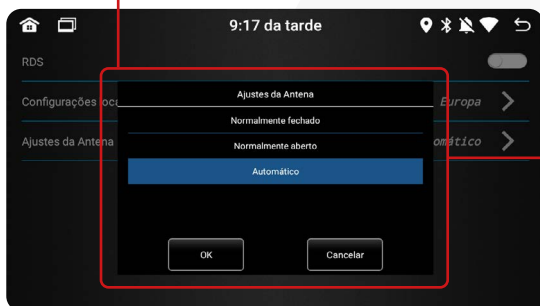 9:17 da tarde
RDS
Ajustes da Antena
Configurações loca
Europa
Normalmente fechado
Ajustes da Antena
omático
Normalmente aberto
Automático
OK
Cancelar